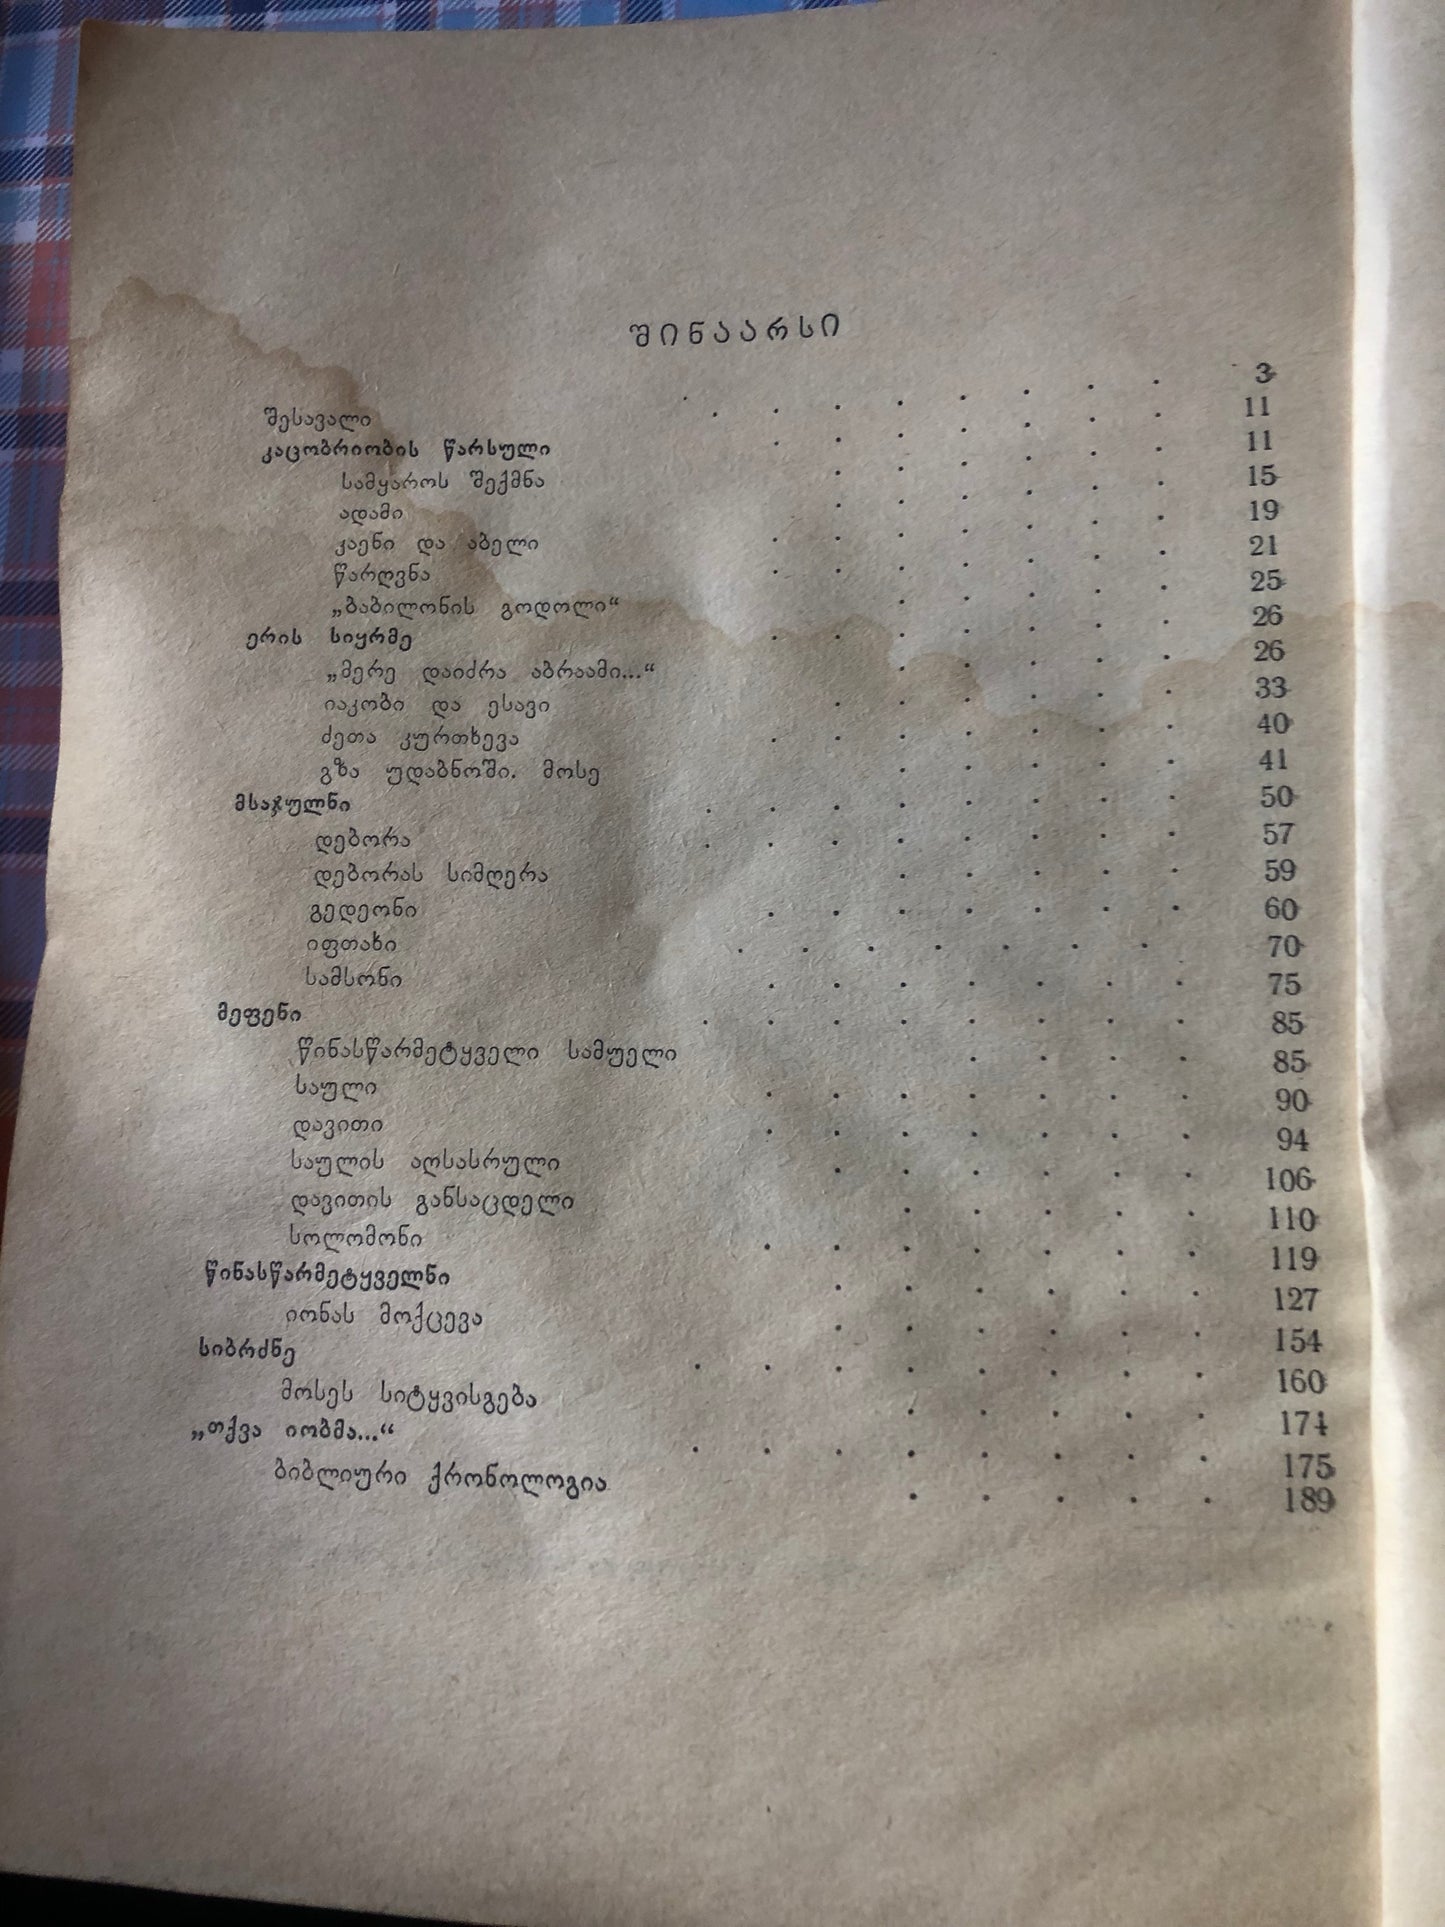 შინაარსი
შესავალი . . . . . . . . . 3
კაცობრიობის წარსული . . . . . . . 11
სამყაროს შექმნა . . . . . . . 11
ადამი . . . . . . 15
კაენი და აბელი . . . . . . 19
წარღვნა . . . . . . . 21
„ბაბილონის გოდოლი“ . . . . . 25
ერის სიყრმე . . . . . . . 26
„მერე დაიძრა აბრაამი...“ . . . . . 26
იაკობი და ესავი . . . . . . 33
ძეთა კურთხევა . . . . . . . 40
გზა უდაბნოში. მოსე . . . . . 41
მსაჯულნი . . . . . . . . 50
დებორა . . . . . . . . 57
დებორას სიმღერა . . . . . 59
გედეონი . . . . . . 60
იფთახი . . . . . . . 70
სამსონი . . . . . . 75
მეფენი . . . . . . . . 85
წინასწარმეტყველი სამუელი . . . . 85
საული . . . . . . . 90
დავითი . . . . . . . 94
საულის აღსასრული . . . . . . 106
დავითის განსაცდელი . . . . . 110
სოლომონი . . . . . . . 119
წინასწარმეტყველნი . . . . . . 127
იონას მოქცევა . . . . . . 154
სიბრძნე . . . . . . . . 160
მოსეს სიტყვისგება . . . . . 174
„თქვა იობმა...“ . . . . . . . . 175
ბიბლიური ქრონოლოგია . . . . . 189